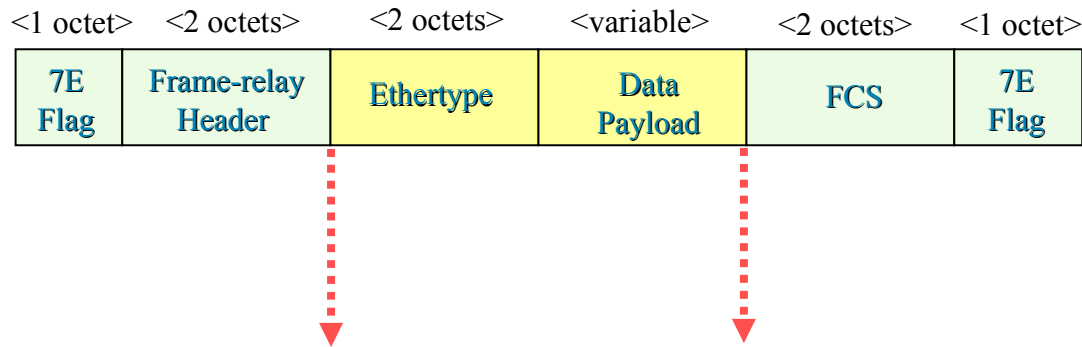 <1 octet> <2 octets> <2 octets> <variable> <2 octets> <1 octet>
7E Flag
Frame-relay Header
Ethertype
Data Payload
FCS
7E Flag